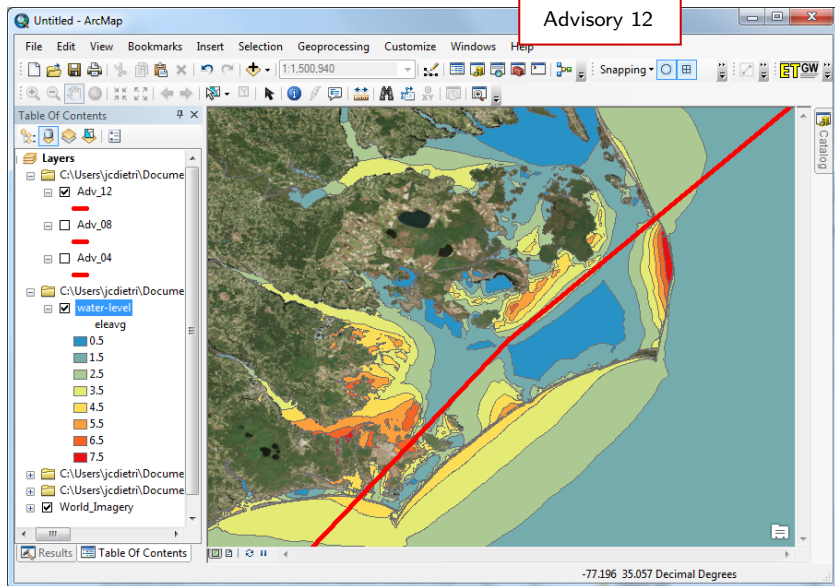 Untitled - ArcMap
Advisory 12
File Edit View Bookmarks Insert Selection Geoprocessing Customize Windows Help
1:1,500,940
Snapping
ET GW
Table Of Contents
Catalog
Layers
C:\Users\jcdietri\Docume
Adv_12
Adv_08
Adv_04
C:\Users\jcdietri\Docume
water-level
eleavg
0.5
1.5
2.5
3.5
4.5
5.5
6.5
7.5
C:\Users\jcdietri\Docume
C:\Users\jcdietri\Docume
World_Imagery
Results Table Of Contents
-77.196 35.057 Decimal Degrees